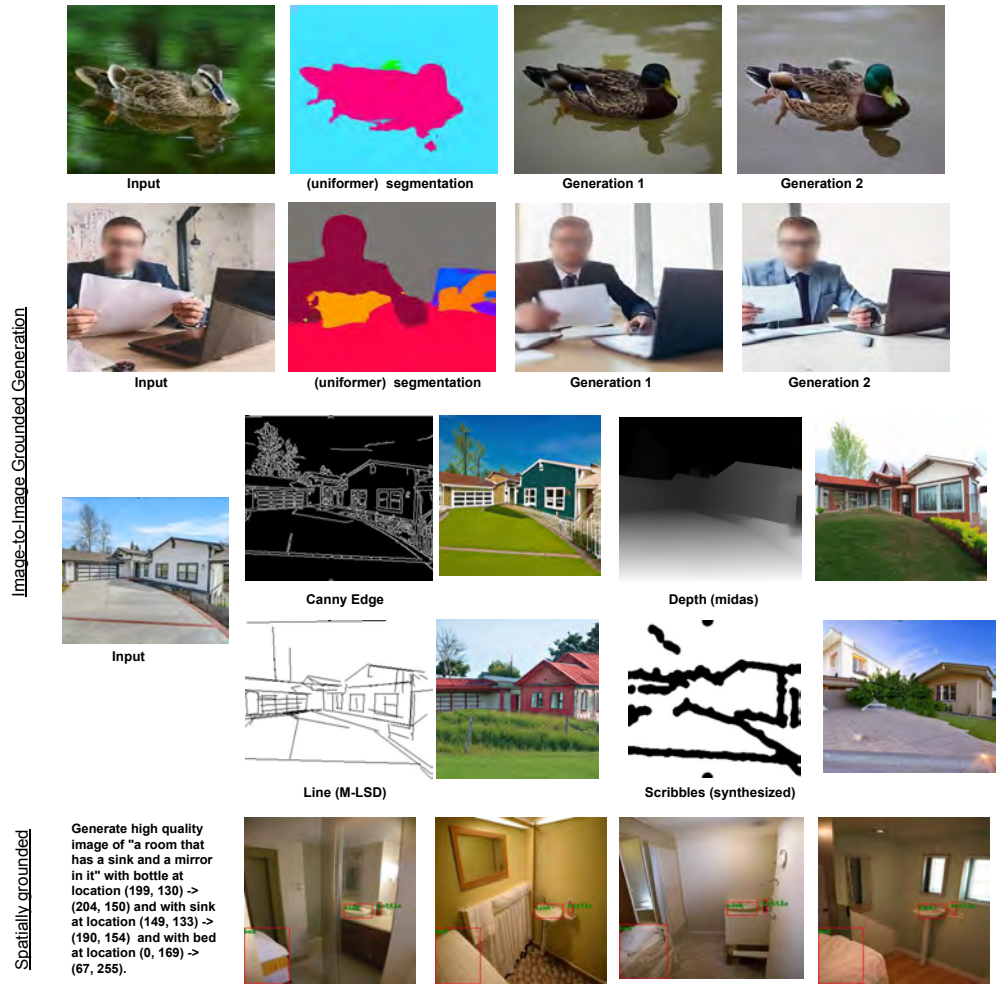 Input
(uniformer) segmentation
Generation 1
Generation 2
Input
(uniformer) segmentation
Generation 1
Generation 2
Image-to-Image Grounded Generation
Input
Canny Edge
Depth (midas)
Line (M-LSD)
Scribbles (synthesized)
Spatially grounded
Generate high quality
image of "a room that
has a sink and a mirror
in it" with bottle at
location (199, 130) ->
(204, 150) and with sink
at location (149, 133) ->
(190, 154) and with bed
at location (0, 169) ->
(67, 255).